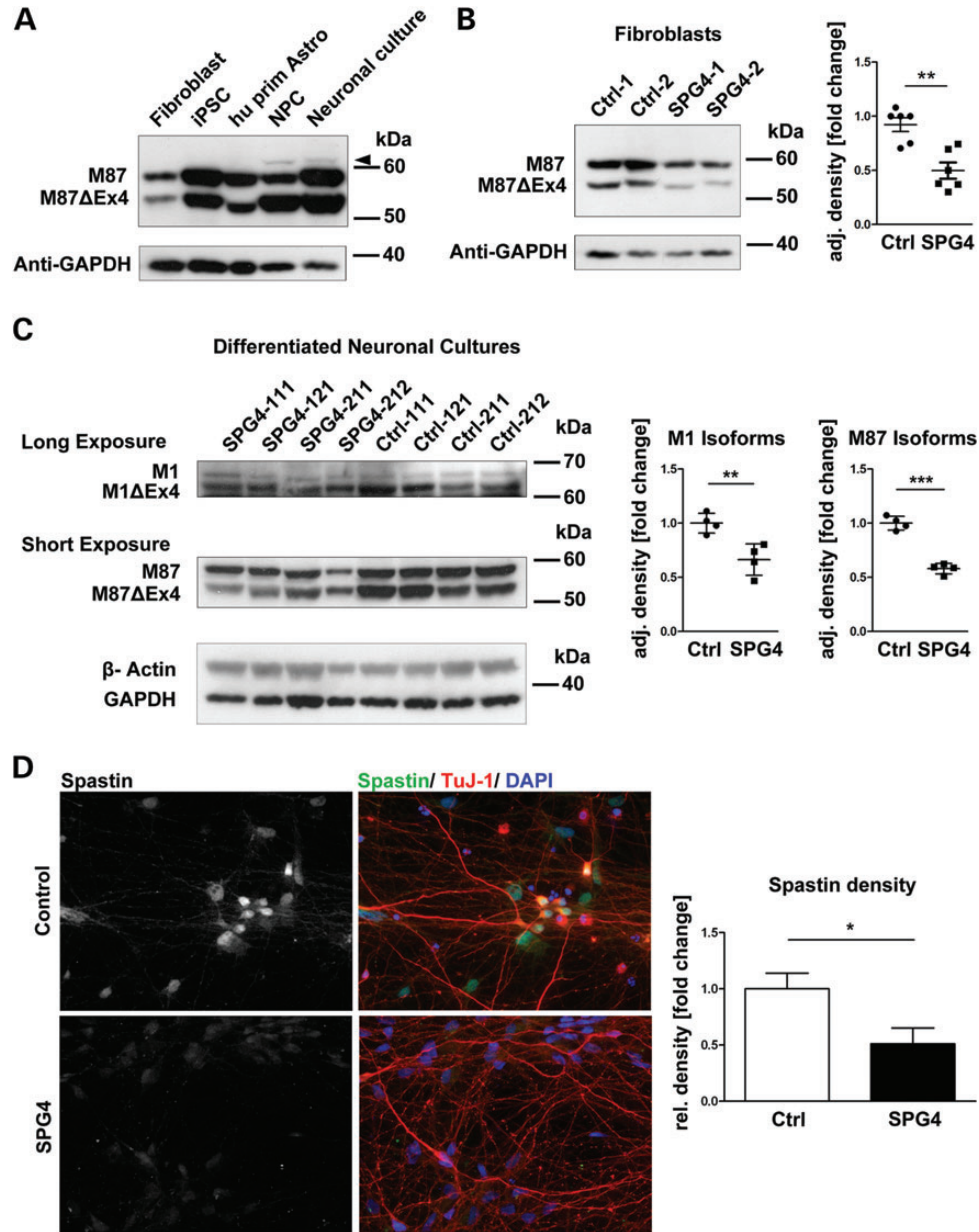 A
Fibroblast
iPSC
hu prim Astro
NPC
Neuronal culture
kDa
M87
60
M87ΔEx4
50
Anti-GAPDH
40
B
Fibroblasts
Ctrl-1
Ctrl-2
SPG4-1
SPG4-2
kDa
M87
60
M87ΔEx4
50
Anti-GAPDH
40
adj. density [fold change]
1.5
1.0
0.5
0.0
**
Ctrl SPG4
C
Differentiated Neuronal Cultures
SPG4-111
SPG4-121
SPG4-211
SPG4-212
Ctrl-111
Ctrl-121
Ctrl-211
Ctrl-212
kDa
Long Exposure
M1
70
M1ΔEx4
60
Short Exposure
M87
60
M87ΔEx4
50
β- Actin
kDa
40
GAPDH
M1 Isoforms
adj. density [fold change]
1.5
1.0
0.5
0.0
**
Ctrl SPG4
M87 Isoforms
adj. density [fold change]
1.5
1.0
0.5
0.0
***
Ctrl SPG4
D
Spastin
Spastin/ TuJ-1/ DAPI
Control
SPG4
Spastin density
rel. density [fold change]
1.5
1.0
0.5
0.0
*
Ctrl
SPG4